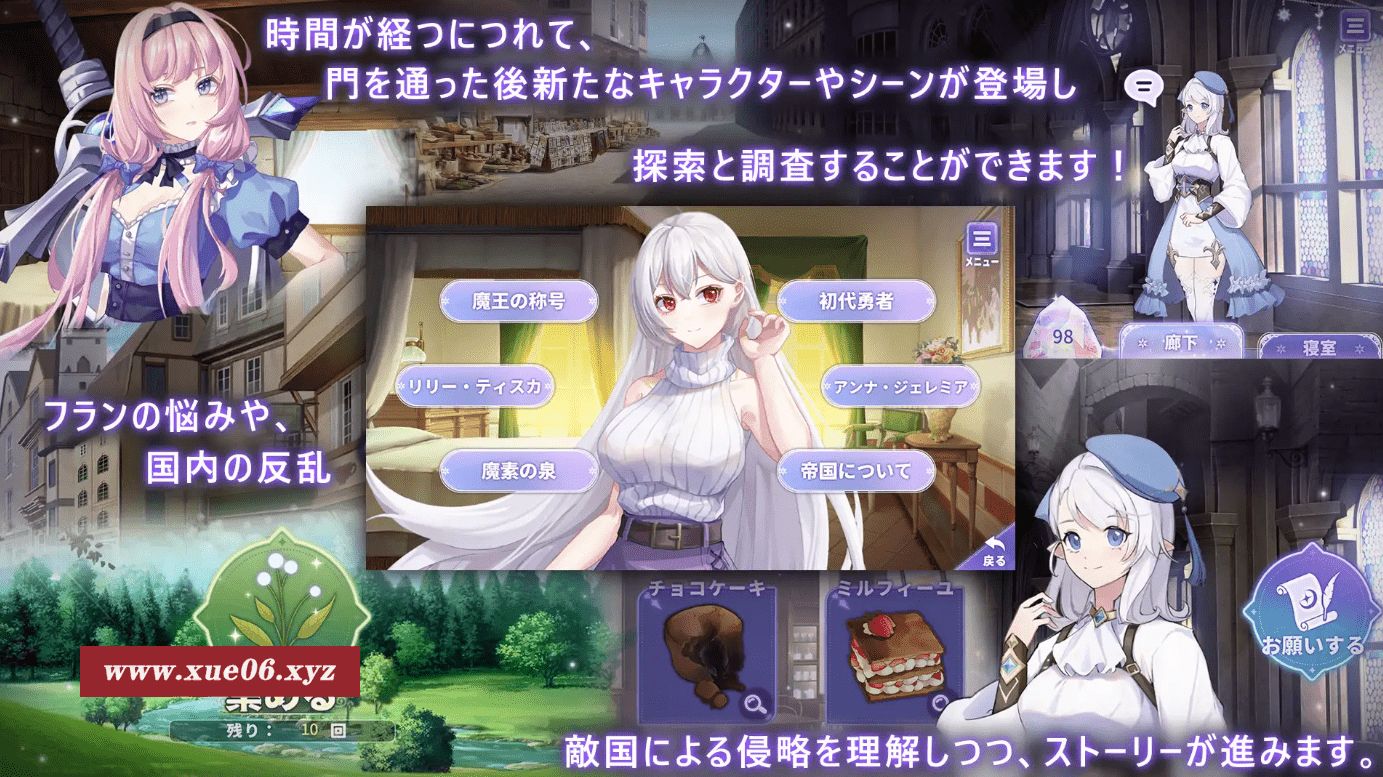 時間が経つにつれて、
門を通った後新たなキャラクターやシーンが登場し
探索と調査することができます！
メニュー
98
廊下
寝室
メニュー
魔王の称号
初代勇者
リリー・ティスカ
アンナ・ジェレミア
魔素の泉
帝国について
戻る
フランの悩みや、
国内の反乱
チョコケーキ
ミルフィーユ
お願いする
www.xue06.xyz
集める
残り： 10 回
敵国による侵略を理解しつつ、ストーリーが進みます。